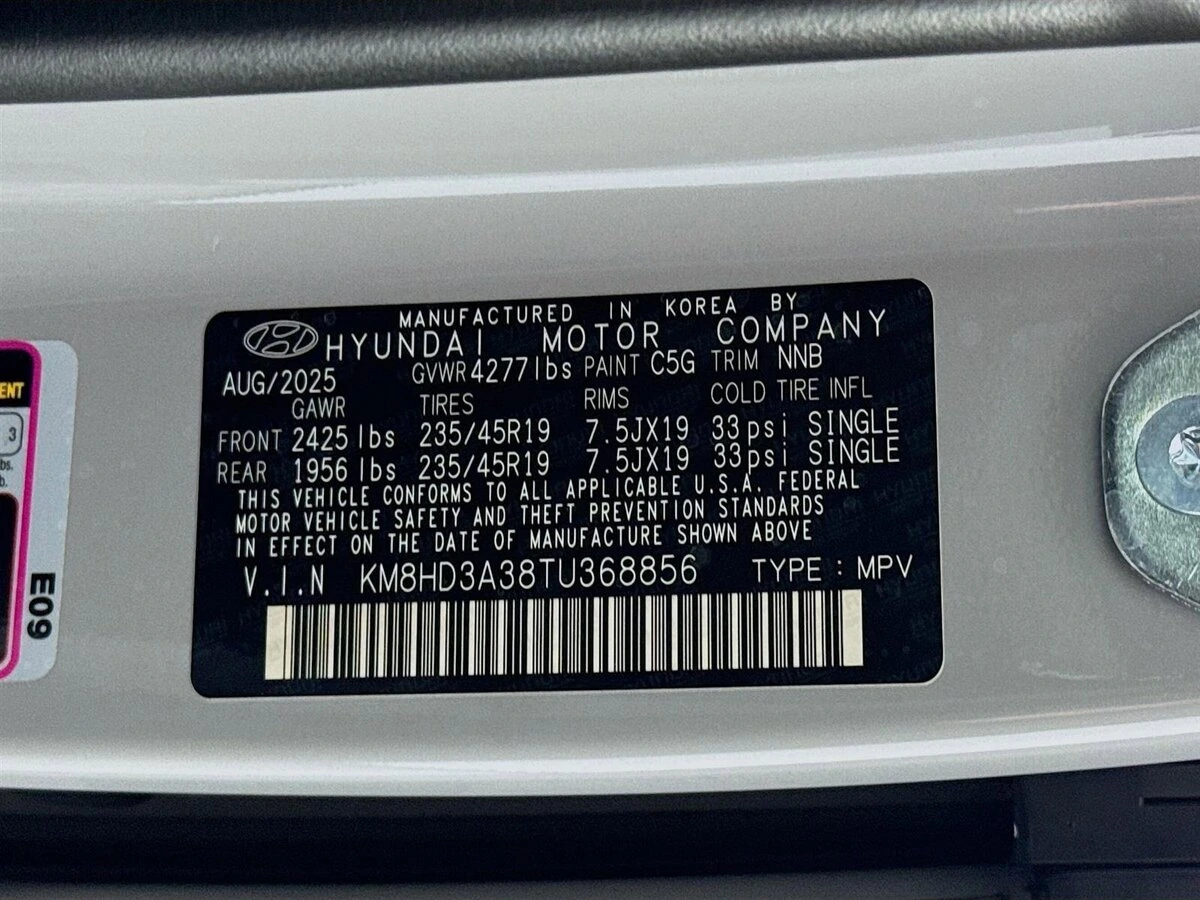 MANUFACTURED IN KOREA BY
HYUNDAI MOTOR COMPANY
AUG/2025 GVWR 4277lbs PAINT C5G TRIM NNB
GAWR TIRES RIMS COLD TIRE INFL
FRONT 2425lbs 235/45R19 7.5JX19 33psi SINGLE
REAR 1956lbs 235/45R19 7.5JX19 33psi SINGLE
THIS VEHICLE CONFORMS TO ALL APPLICABLE U.S.A. FEDERAL
MOTOR VEHICLE SAFETY AND THEFT PREVENTION STANDARDS
IN EFFECT ON THE DATE OF MANUFACTURE SHOWN ABOVE
V.I.N KM8HD3A38TU368856 TYPE : MPV
ENT
3
bs.
b.
E09